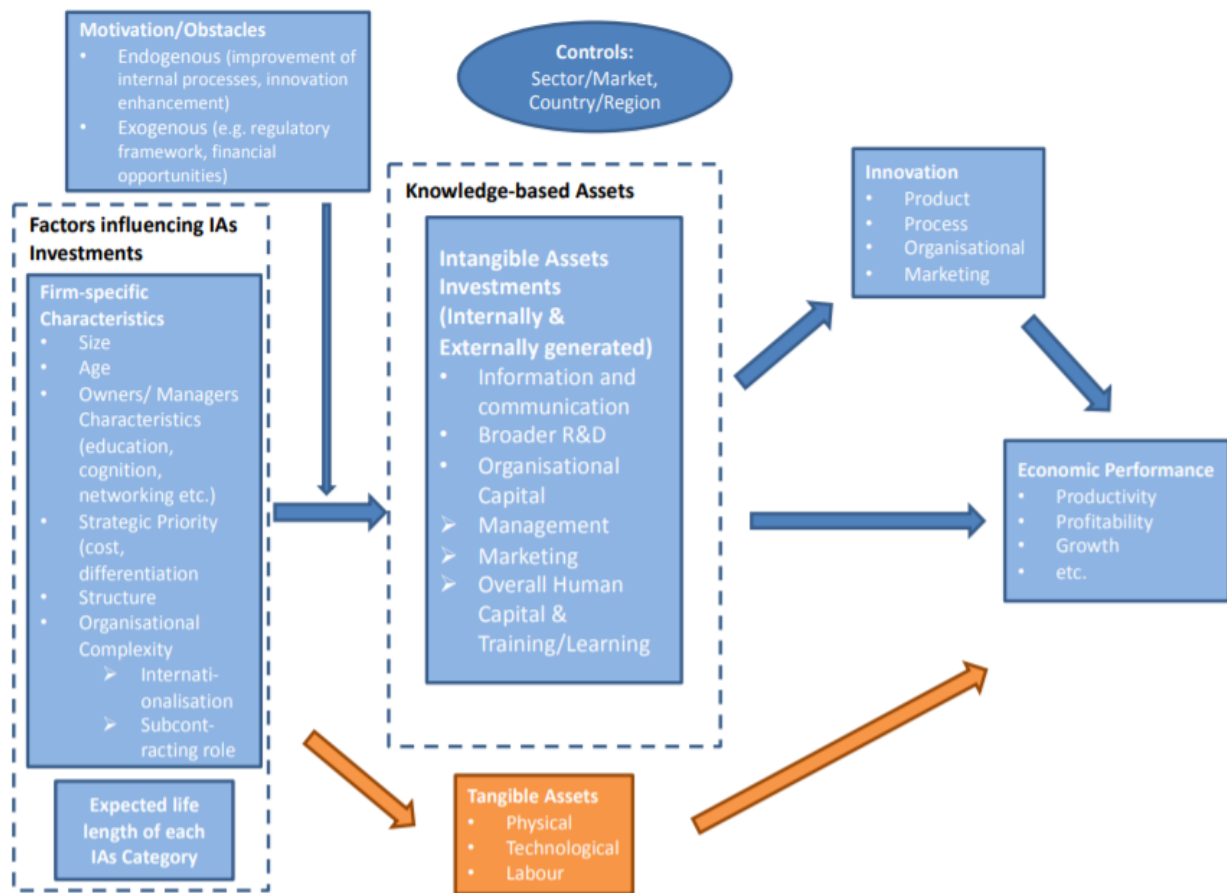 Motivation/Obstacles
• Endogenous (improvement of
internal processes, innovation
enhancement)
• Exogenous (e.g. regulatory
framework, financial
opportunities)
Controls:
Sector/Market,
Country/Region
Factors influencing IAs
Investments
Firm-specific
Characteristics
• Size
• Age
• Owners/ Managers
Characteristics
(education,
cognition,
networking etc.)
• Strategic Priority
(cost,
differentiation
• Structure
• Organisational
Complexity
➢ Internati-
onalisation
➢ Subcont-
racting role
Expected life
length of each
IAs Category
Knowledge-based Assets
Intangible Assets
Investments
(Internally &
Externally generated)
• Information and
communication
• Broader R&D
• Organisational
Capital
➢ Management
➢ Marketing
➢ Overall Human
Capital &
Training/Learning
Tangible Assets
• Physical
• Technological
• Labour
Innovation
• Product
• Process
• Organisational
• Marketing
Economic Performance
• Productivity
• Profitability
• Growth
• etc.